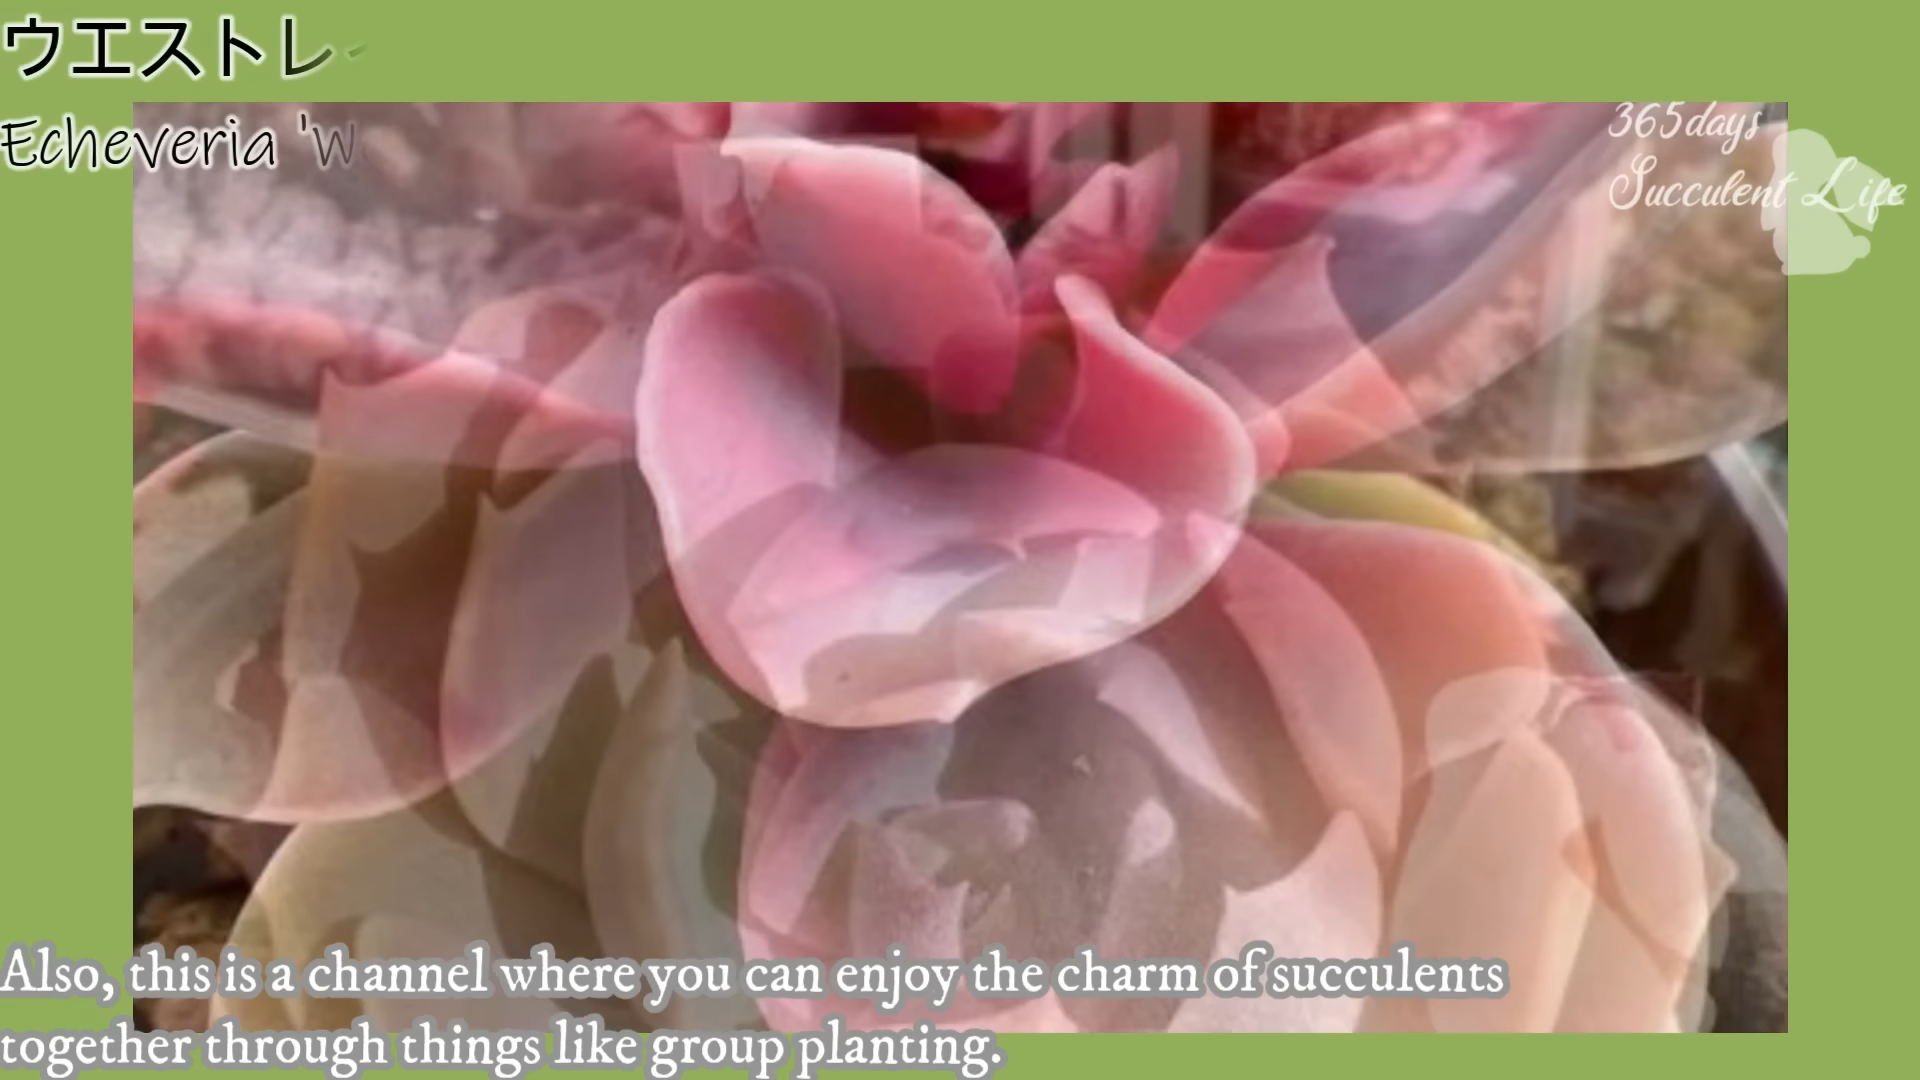 ウエストレ
Echeveria 'W
365days
Succulent Life
Also, this is a channel where you can enjoy the charm of succulents
together through things like group planting.